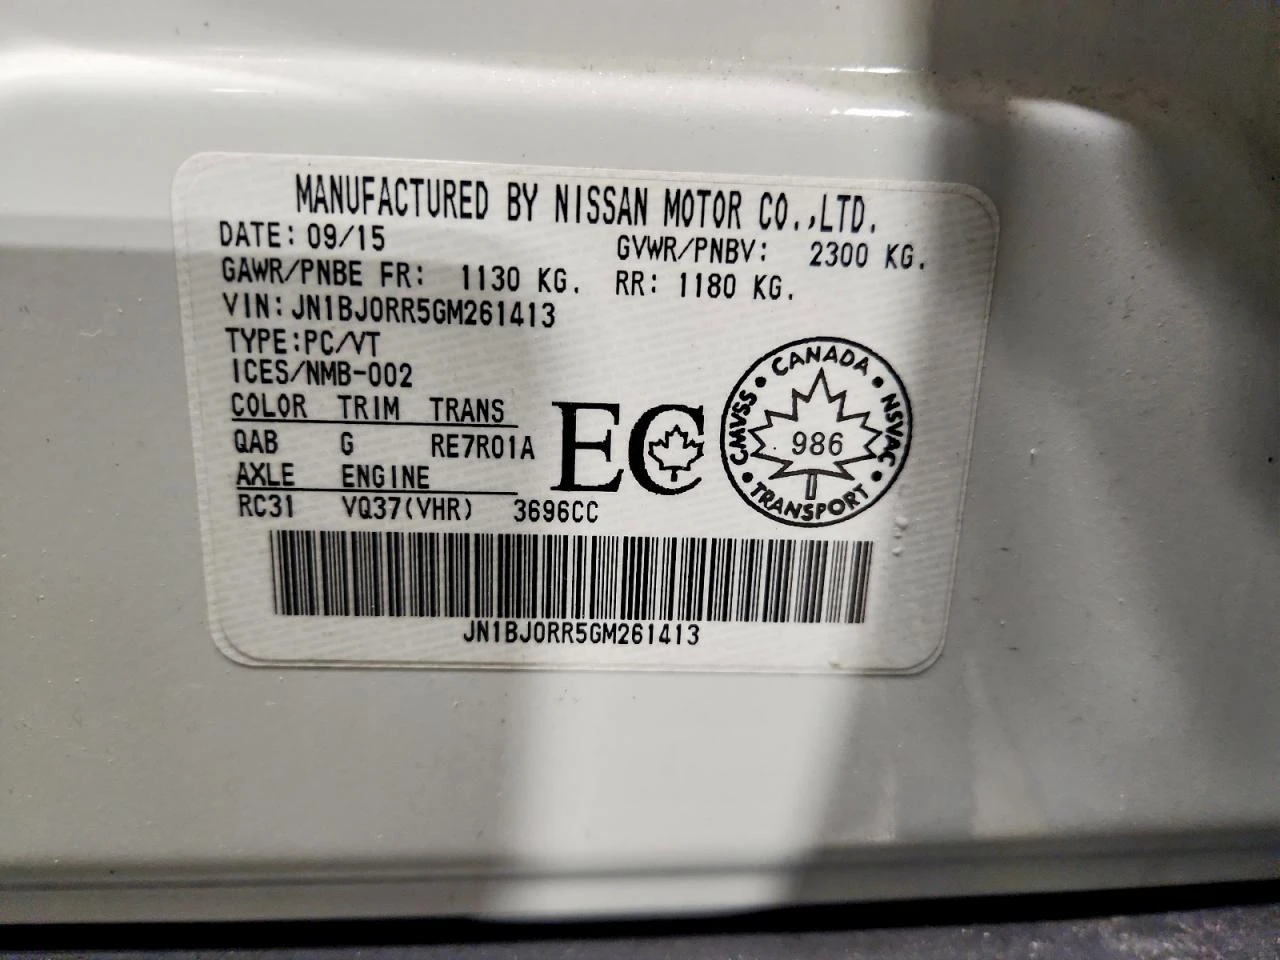 MANUFACTURED BY NISSAN MOTOR CO.,LTD.
DATE: 09/15 GVWR/PNBV: 2300 KG.
GAWR/PNBE FR: 1130 KG. RR: 1180 KG.
VIN: JN1BJ0RR5GM261413
TYPE:PC/VT
ICES/NMB-002
COLOR TRIM TRANS
QAB G RE7R01A
AXLE ENGINE
RC31 VQ37(VHR) 3696CC
EC
CANADA • NSVAC • TRANSPORT • CMVSS •
986
JN1BJ0RR5GM261413